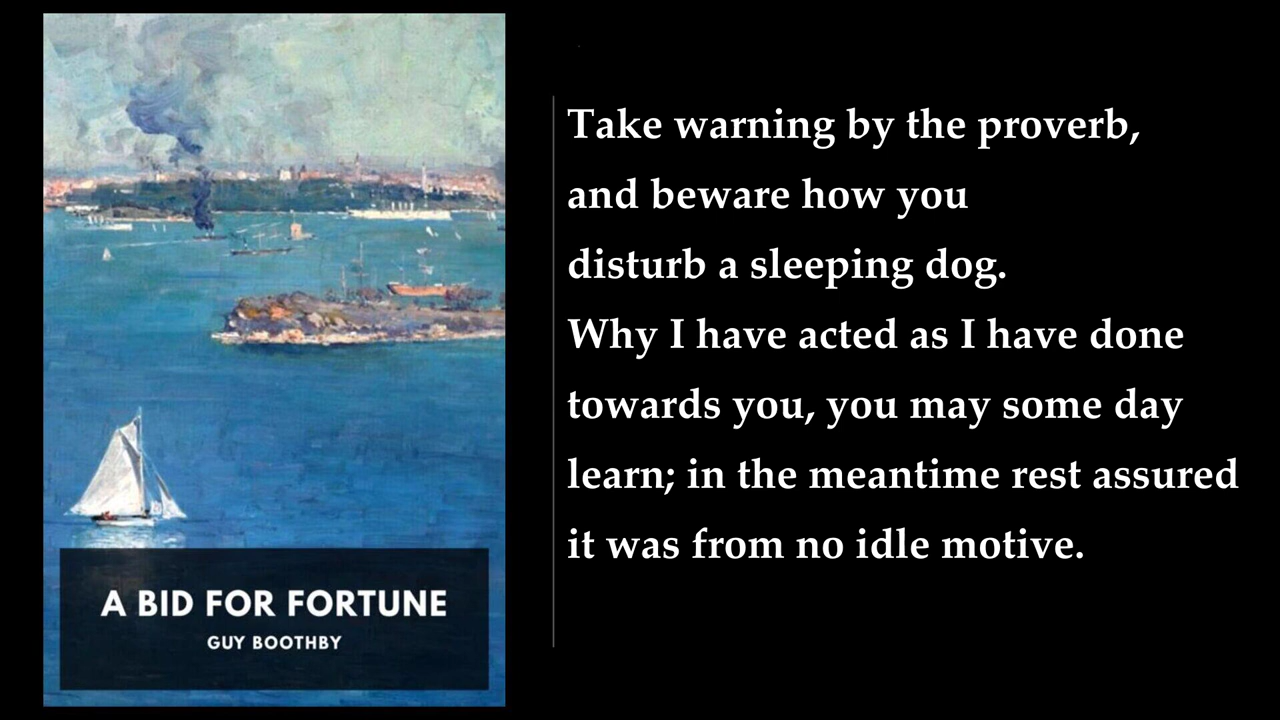 Take warning by the proverb,
and beware how you
disturb a sleeping dog.
Why I have acted as I have done
towards you, you may some day
learn; in the meantime rest assured
it was from no idle motive.
A BID FOR FORTUNE
GUY BOOTHBY